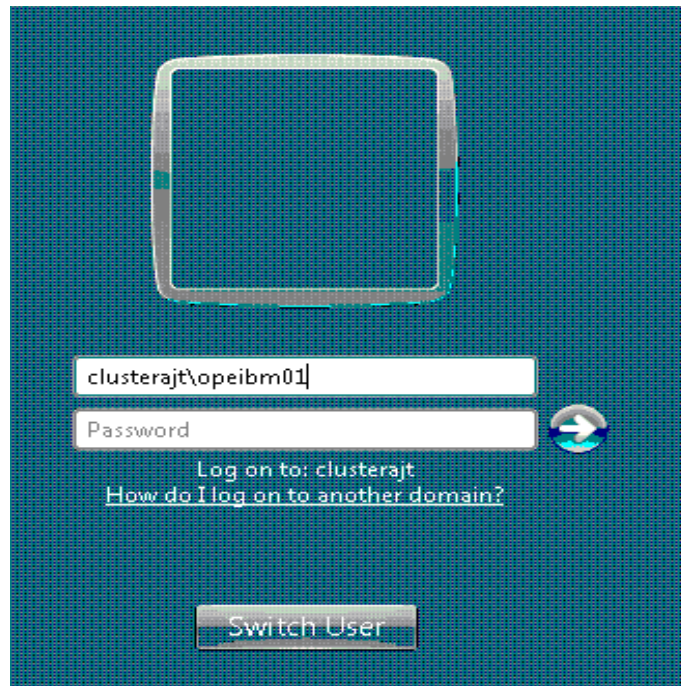 clusterajt\opeibm01
Password
Log on to: clusterajt
How do I log on to another domain?
Switch User